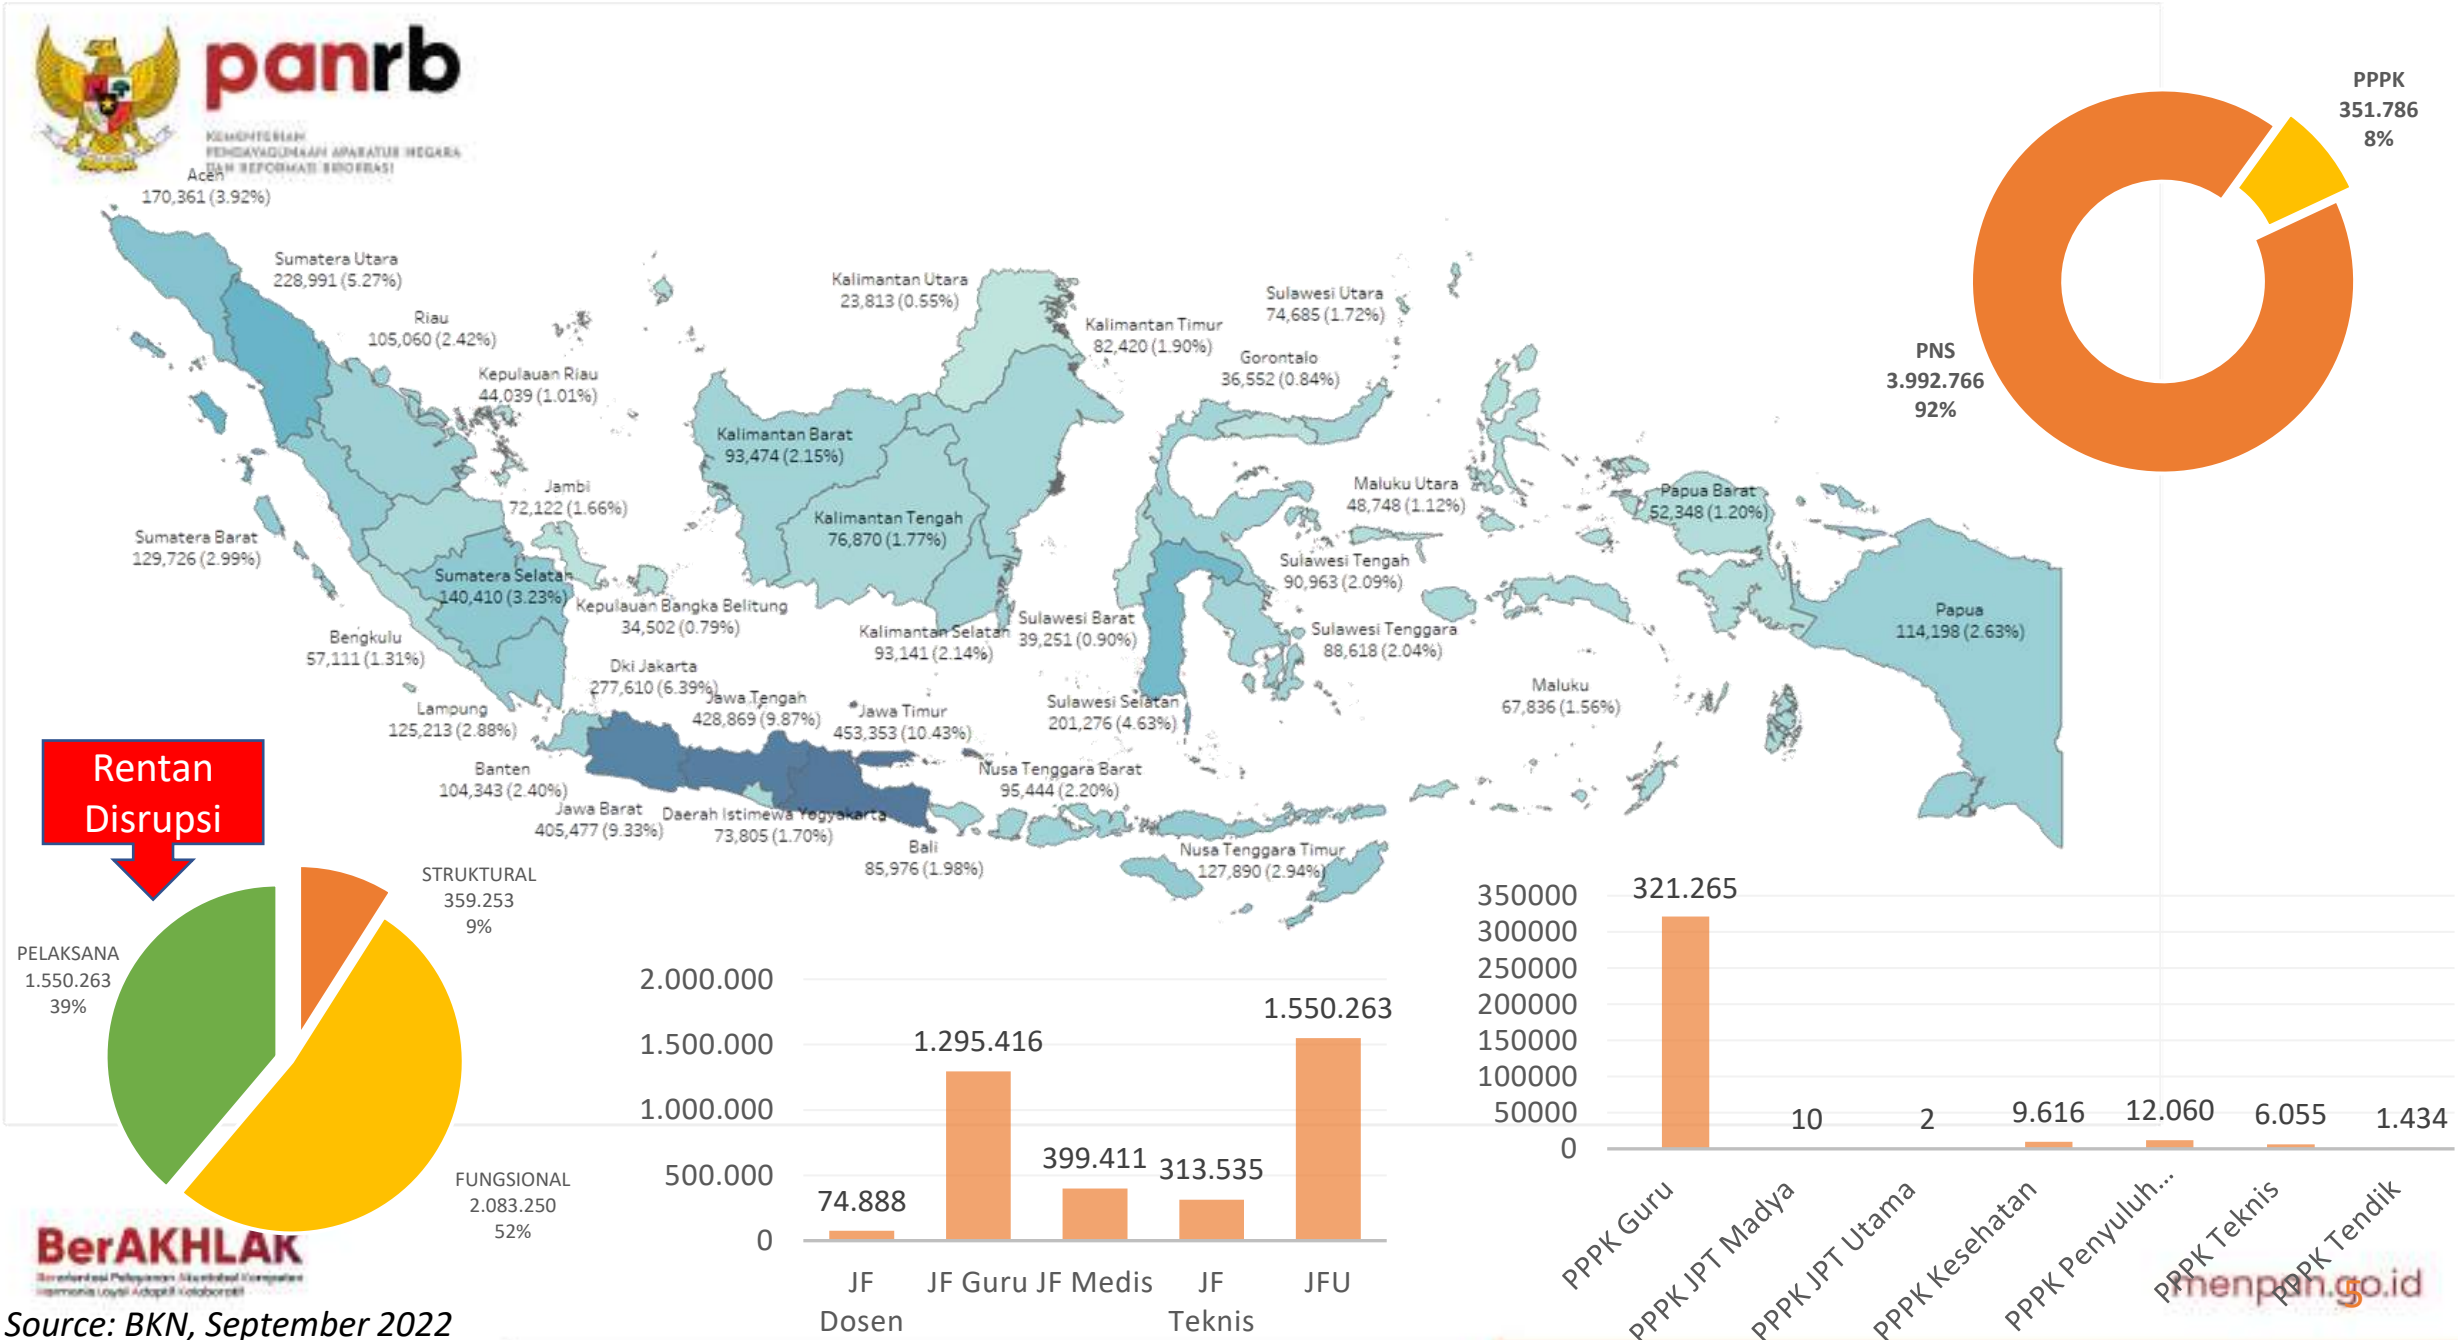 panrb
KEMENTERIAN
PENDAYAGUNAAN APARATUR NEGARA
DAN REFORMASI BIROKRASI
Aceh
170,361 (3.92%)
Sumatera Utara
228,991 (5.27%)
Riau
105,060 (2.42%)
Kepulauan Riau
44,039 (1.01%)
Jambi
72,122 (1.66%)
Sumatera Barat
129,726 (2.99%)
Sumatera Selatan
140,410 (3.23%)
Kepulauan Bangka Belitung
34,502 (0.79%)
Bengkulu
57,111 (1.31%)
Lampung
125,213 (2.88%)
Dki Jakarta
277,610 (6.39%)
Jawa Tengah
428,869 (9.87%)
Jawa Timur
453,353 (10.43%)
Banten
104,343 (2.40%)
Jawa Barat
405,477 (9.33%)
Daerah Istimewa Yogyakarta
73,805 (1.70%)
Bali
85,976 (1.98%)
Nusa Tenggara Barat
95,444 (2.20%)
Nusa Tenggara Timur
127,890 (2.94%)
Kalimantan Utara
23,813 (0.55%)
Kalimantan Timur
82,420 (1.90%)
Kalimantan Barat
93,474 (2.15%)
Kalimantan Tengah
76,870 (1.77%)
Kalimantan Selatan
93,141 (2.14%)
Sulawesi Utara
74,685 (1.72%)
Gorontalo
36,552 (0.84%)
Sulawesi Tengah
90,963 (2.09%)
Sulawesi Barat
39,251 (0.90%)
Sulawesi Tenggara
88,618 (2.04%)
Sulawesi Selatan
201,276 (4.63%)
Maluku Utara
48,748 (1.12%)
Maluku
67,836 (1.56%)
Papua Barat
52,348 (1.20%)
Papua
114,198 (2.63%)
PPPK
351.786
8%
PNS
3.992.766
92%
Rentan
Disrupsi
STRUKTURAL
359.253
9%
PELAKSANA
1.550.263
39%
FUNGSIONAL
2.083.250
52%
2.000.000
1.500.000
1.000.000
500.000
0
74.888
1.295.416
399.411
313.535
1.550.263
JF
Dosen
JF Guru
JF Medis
JF
Teknis
JFU
350000
300000
250000
200000
150000
100000
50000
0
321.265
10
2
9.616
12.060
6.055
1.434
PPPK Guru
PPPK JPT Madya
PPPK JPT Utama
PPPK Kesehatan
PPPK Penyuluh...
PPPK Teknis
PPPK Tendik
BerAKHLAK
Berorientasi Pelayanan Akuntabel Kompeten
Harmonis Loyal Adaptif Kolaboratif
menpan.go.id
5
Source: BKN, September 2022